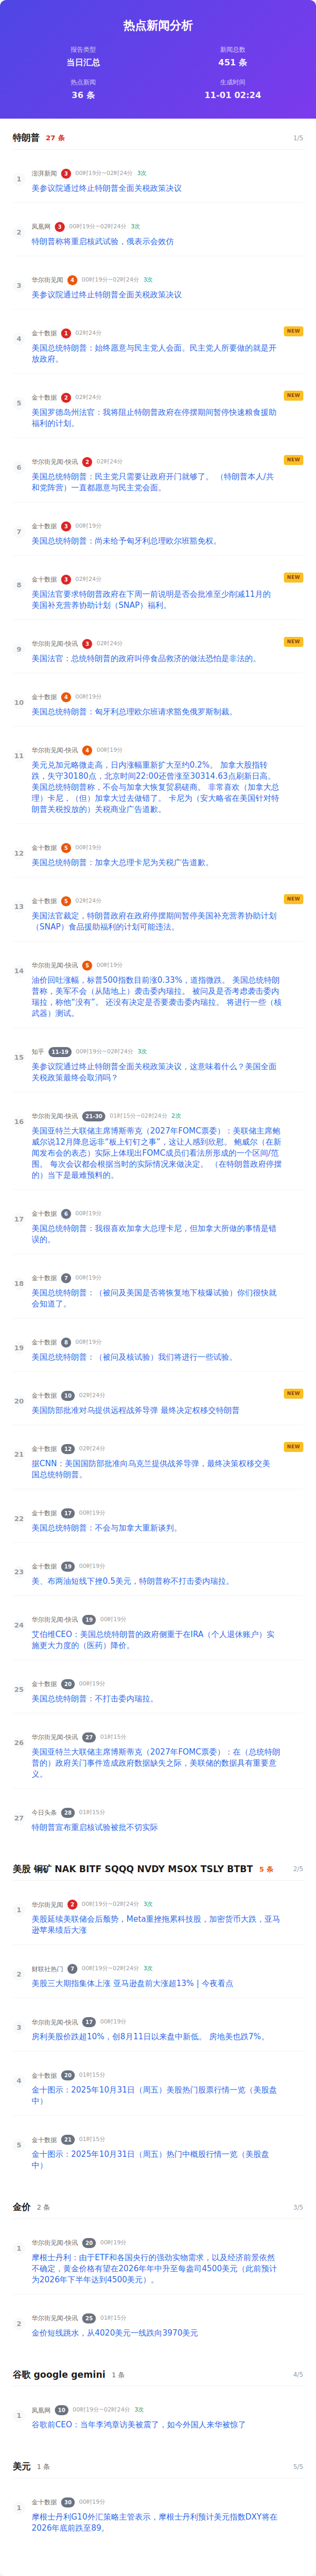 热点新闻分析
报告类型
当日汇总
新闻总数
451 条
热点新闻
36 条
生成时间
11-01 02:24
特朗普 27 条 1/5
1
澎湃新闻 3 00时19分~02时24分 3次
美参议院通过终止特朗普全面关税政策决议
2
凤凰网 3 00时19分~02时24分 3次
特朗普称将重启核武试验，俄表示会效仿
3
华尔街见闻 4 00时19分~02时24分 3次
美参议院通过终止特朗普全面关税政策决议
4
金十数据 1 02时24分 NEW
美国总统特朗普：始终愿意与民主党人会面。民主党人所要做的就是开
放政府。
5
金十数据 2 02时24分 NEW
美国罗德岛州法官：我将阻止特朗普政府在停摆期间暂停快速粮食援助
福利的计划。
6
华尔街见闻-快讯 2 02时24分 NEW
美国总统特朗普：民主党只需要让政府开门就够了。 （特朗普本人/共
和党阵营）一直都愿意与民主党会面。
7
金十数据 3 00时19分
美国总统特朗普：尚未给予匈牙利总理欧尔班豁免权。
8
金十数据 3 02时24分 NEW
美国法官要求特朗普政府在下周一前说明是否会批准至少削减11月的
美国补充营养协助计划（SNAP）福利。
9
华尔街见闻-快讯 3 02时24分 NEW
美国法官：总统特朗普的政府叫停食品救济的做法恐怕是非法的。
10
金十数据 4 00时19分
美国总统特朗普：匈牙利总理欧尔班请求豁免俄罗斯制裁。
11
华尔街见闻-快讯 4 00时19分
美元兑加元略微走高，日内涨幅重新扩大至约0.2%。 加拿大股指转
跌，失守30180点，北京时间22:00还曾涨至30314.63点刷新日高。
美国总统特朗普称，不会与加拿大恢复贸易磋商。 非常喜欢（加拿大总
理）卡尼，（但）加拿大过去做错了。 卡尼为（安大略省在美国针对特
朗普关税投放的）关税商业广告道歉。
12
金十数据 5 00时19分
美国总统特朗普：加拿大总理卡尼为关税广告道歉。
13
金十数据 5 02时24分 NEW
美国法官裁定，特朗普政府在政府停摆期间暂停美国补充营养协助计划
（SNAP）食品援助福利的计划可能违法。
14
华尔街见闻-快讯 5 00时19分
油价回吐涨幅，标普500指数目前涨0.33%，道指微跌。 美国总统特朗
普称，美军不会（从陆地上）袭击委内瑞拉。 被问及是否考虑袭击委内
瑞拉，称他“没有”。 还没有决定是否要袭击委内瑞拉。 将进行一些（核
武器）测试。
15
知乎 11-19 00时19分~02时24分 3次
美参议院通过终止特朗普全面关税政策决议，这意味着什么？美国全面
关税政策最终会取消吗？
16
华尔街见闻-快讯 21-30 01时15分~02时24分 2次
美国亚特兰大联储主席博斯蒂克（2027年FOMC票委）：美联储主席鲍
威尔说12月降息远非“板上钉钉之事”，这让人感到欣慰。 鲍威尔（在新
闻发布会的表态）实际上体现出FOMC成员们看法所形成的一个区间/范
围。 每次会议都会根据当时的实际情况来做决定。 （在特朗普政府停摆
的）当下是最难预料的。
17
金十数据 6 00时19分
美国总统特朗普：我很喜欢加拿大总理卡尼，但加拿大所做的事情是错
误的。
18
金十数据 7 00时19分
美国总统特朗普：（被问及美国是否将恢复地下核爆试验）你们很快就
会知道了。
19
金十数据 8 00时19分
美国总统特朗普：（被问及核试验）我们将进行一些试验。
20
金十数据 10 02时24分 NEW
美国防部批准对乌提供远程战斧导弹 最终决定权移交特朗普
21
金十数据 12 02时24分 NEW
据CNN：美国国防部批准向乌克兰提供战斧导弹，最终决策权移交美
国总统特朗普。
22
金十数据 17 00时19分
美国总统特朗普：不会与加拿大重新谈判。
23
金十数据 19 00时19分
美、布两油短线下挫0.5美元，特朗普称不打击委内瑞拉。
24
华尔街见闻-快讯 19 00时19分
艾伯维CEO：美国总统特朗普的政府侧重于在IRA（个人退休账户）实
施更大力度的（医药）降价。
25
金十数据 20 00时19分
美国总统特朗普：不打击委内瑞拉。
26
华尔街见闻-快讯 27 01时15分
美国亚特兰大联储主席博斯蒂克（2027年FOMC票委）：在（总统特朗
普的）政府关门事件造成政府数据缺失之际，美联储的数据具有重要意
义。
27
今日头条 28 01时15分
特朗普宣布重启核试验被批不切实际
美股 铜矿 NAK BITF SQQQ NVDY MSOX TSLY BTBT 5 条 2/5
1
华尔街见闻 2 00时19分~02时24分 3次
美股延续美联储会后颓势，Meta重挫拖累科技股，加密货币大跌，亚马
逊苹果绩后大涨
2
财联社热门 7 00时19分~02时24分 3次
美股三大期指集体上涨 亚马逊盘前大涨超13% | 今夜看点
3
华尔街见闻-快讯 17 00时19分
房利美股价跌超10%，创8月11日以来盘中新低。 房地美也跌7%。
4
金十数据 20 01时15分
金十图示：2025年10月31日（周五）美股热门股票行情一览（美股盘
中）
5
金十数据 21 01时15分
金十图示：2025年10月31日（周五）热门中概股行情一览（美股盘
中）
金价 2 条 3/5
1
华尔街见闻-快讯 20 00时19分
摩根士丹利：由于ETF和各国央行的强劲实物需求，以及经济前景依然
不确定，黄金价格有望在2026年年中升至每盎司4500美元（此前预计
为2026年下半年达到4500美元）。
2
华尔街见闻-快讯 25 01时15分
金价短线跳水，从4020美元一线跌向3970美元
谷歌 google gemini 1 条 4/5
1
凤凰网 10 00时19分~02时24分 3次
谷歌前CEO：当年李鸿章访美被震了，如今外国人来华被惊了
美元 1 条 5/5
1
金十数据 30 00时19分
摩根士丹利G10外汇策略主管表示，摩根士丹利预计美元指数DXY将在
2026年底前跌至89。